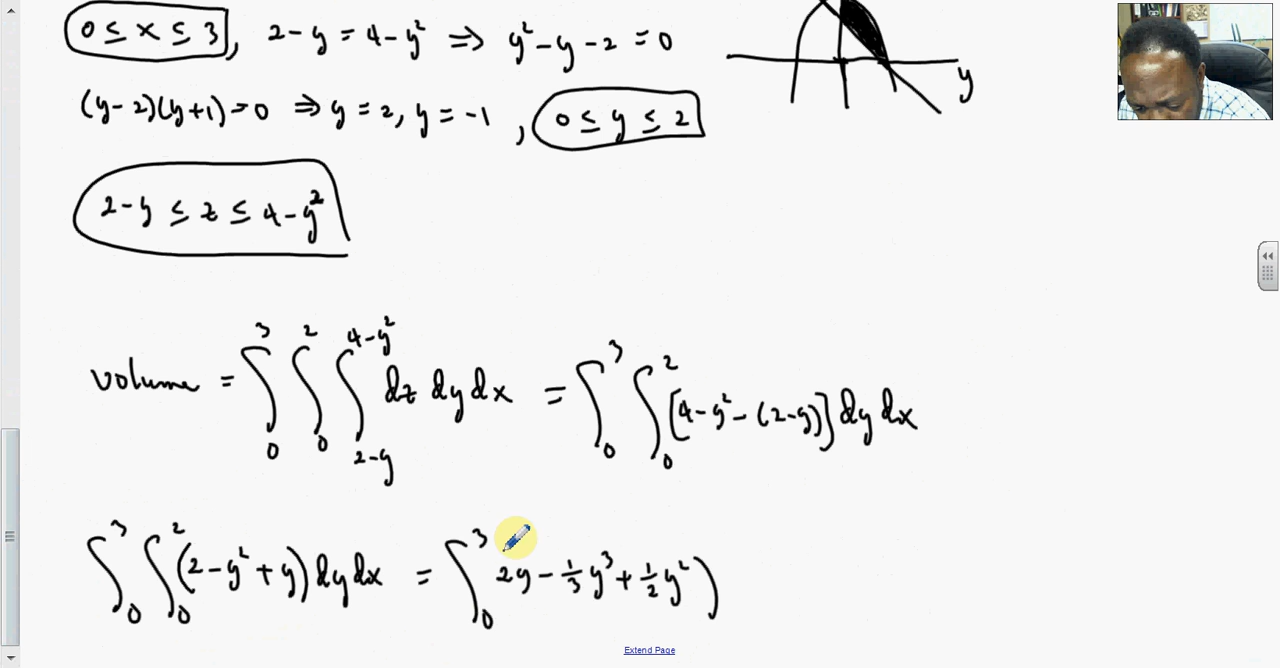 0 ≤ x ≤ 3, 2-y = 4-y² ⇒ y²-y-2 = 0
(y-2)(y+1)=0 ⇒ y = 2, y = -1, 0 ≤ y ≤ 2
y
2-y ≤ z ≤ 4-y²
volume = ∫₀³ ∫₀² ∫_{2-y}^{4-y²} dz dy dx = ∫₀³ ∫₀² [4-y²-(2-y)] dy dx
∫₀³ ∫₀² (2-y²+y) dy dx = ∫₀³ 2y - ⅓y³ + ½y²)
Extend Page